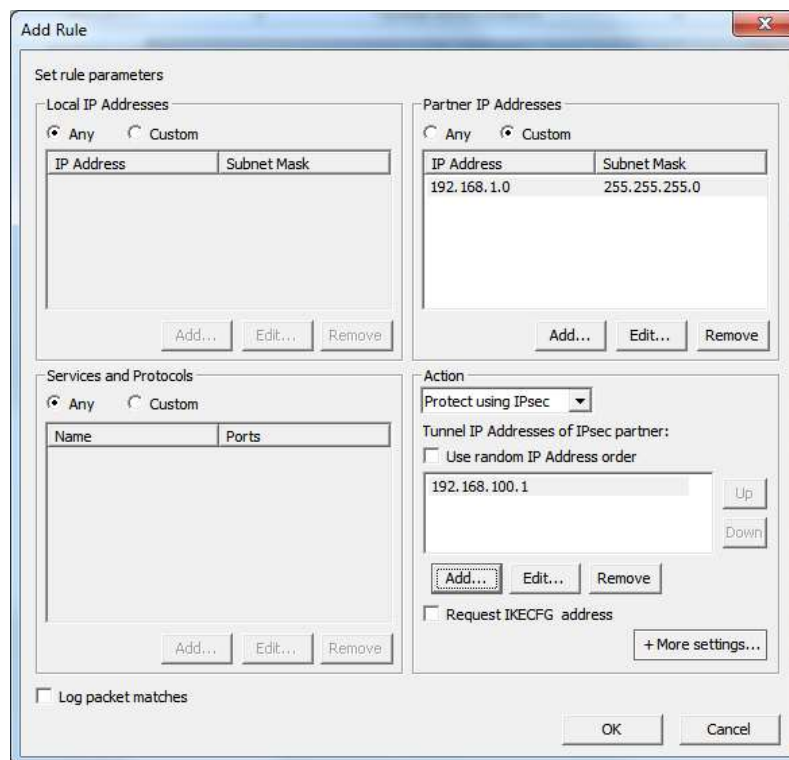 Add Rule
Set rule parameters
Local IP Addresses
Any Custom
IP Address Subnet Mask
Add... Edit... Remove
Partner IP Addresses
Any Custom
IP Address Subnet Mask
192.168.1.0 255.255.255.0
Add... Edit... Remove
Services and Protocols
Any Custom
Name Ports
Add... Edit... Remove
Action
Protect using IPsec
Tunnel IP Addresses of IPsec partner:
Use random IP Address order
192.168.100.1
Up
Down
Add... Edit... Remove
Request IKECFG address
+More settings...
Log packet matches
OK Cancel